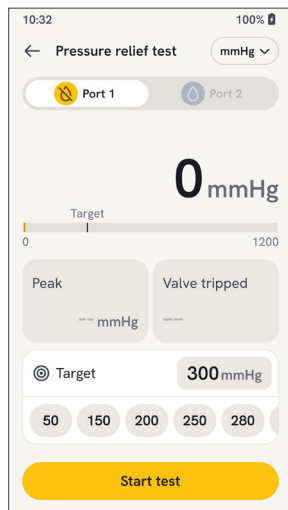 10:32 100%
Pressure relief test mmHg
Port 1 Port 2
0 mmHg
Target
0 1200
Peak Valve tripped
-- mmHg --
Target 300 mmHg
50 150 200 250 280
Start test